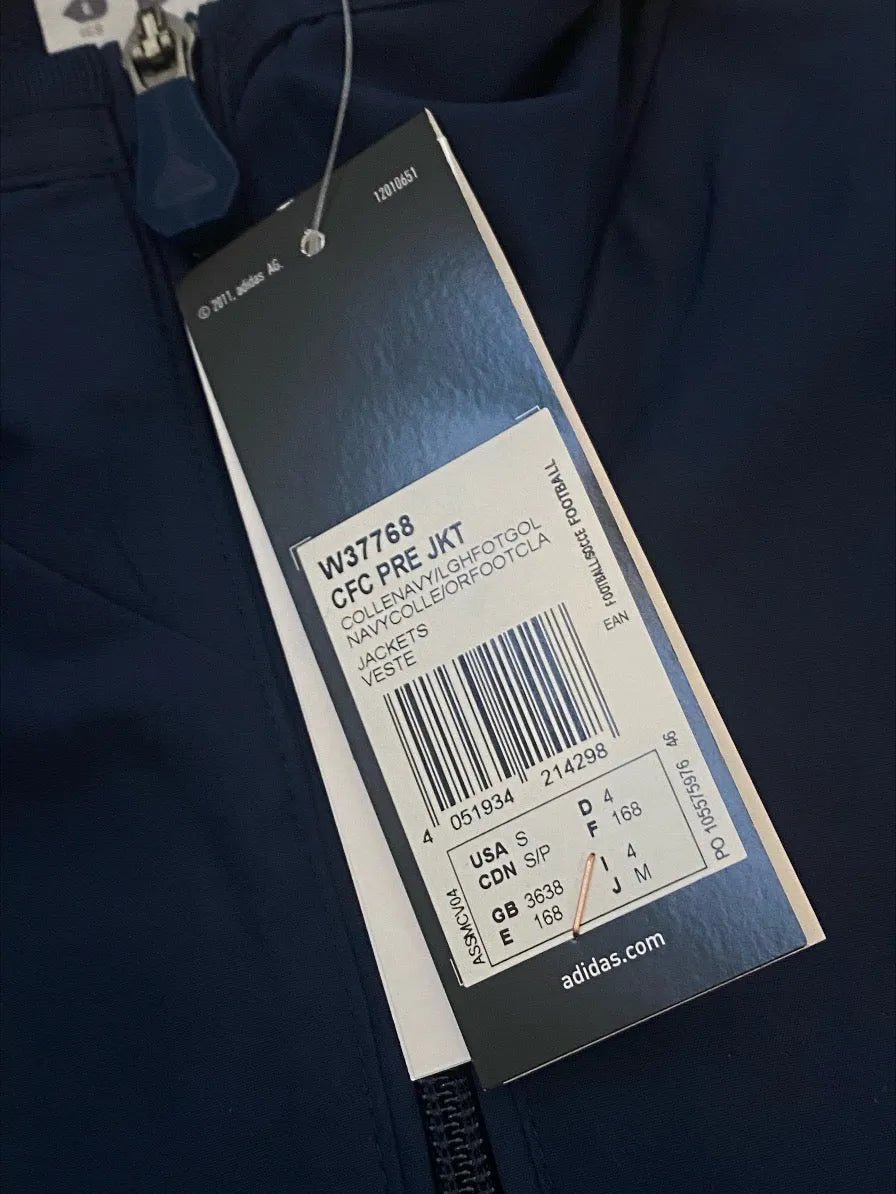 12010651
© 2011, adidas AG.
W37768
CFC PRE JKT
COLLENAVY/LGHFOTGOL
NAVYCOLLE/ORFOOTCLA
JACKETS
VESTE
FOOTBALL/SOCCE FOOTBALL
EAN
4 051934 214298
USA S D 4
CDN S/P F 168
GB 3638 I 4
E 168 J M
ASSMCV04
PO 105575976 46
adidas.com